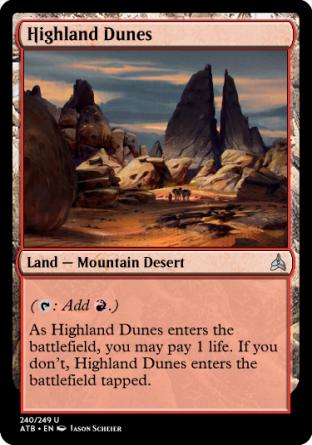 Highland Dunes
Land — Mountain Desert
( : Add .)
As Highland Dunes enters the
battlefield, you may pay 1 life. If you
don't, Highland Dunes enters the
battlefield tapped.
240/249 U
ATB • EN Jason Scheier